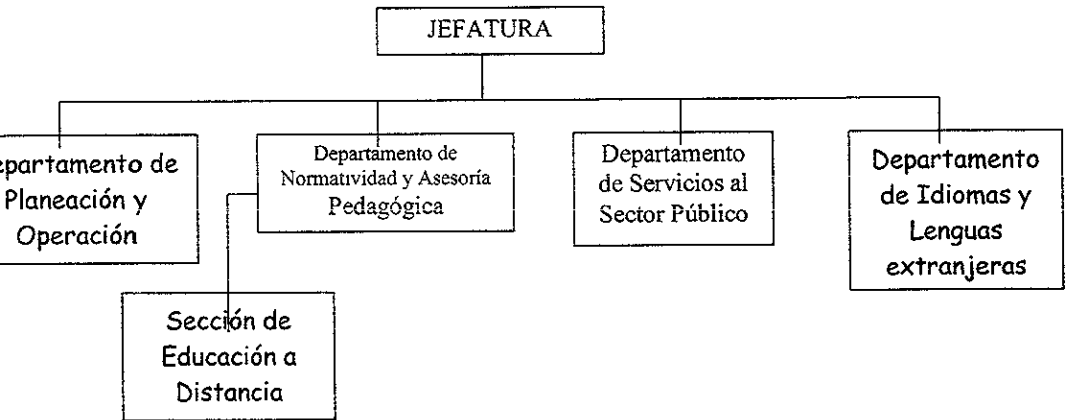 JEFATURA
epartamento de
Planeación y
Operación
Departamento de
Normatividad y Asesoría
Pedagógica
Departamento
de Servicios al
Sector Público
Departamento
de Idiomas y
Lenguas
extranjeras
Sección de
Educación a
Distancia